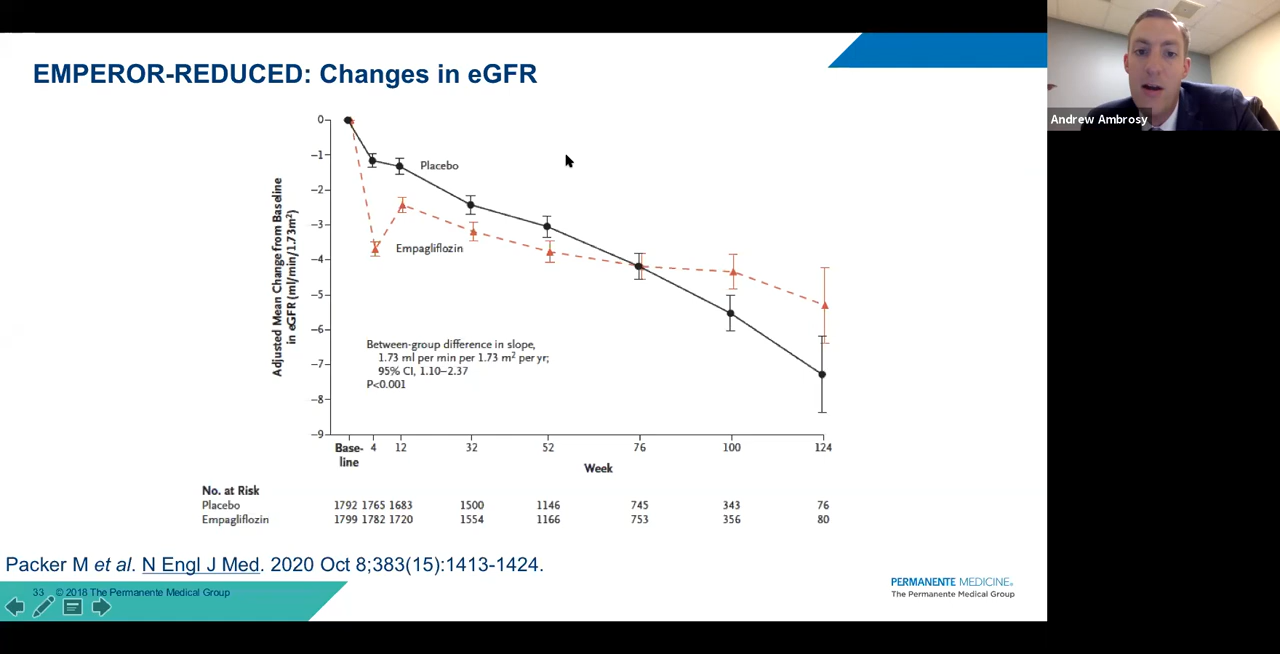 EMPEROR-REDUCED: Changes in eGFR
Andrew Ambrosy
Adjusted Mean Change from Baseline
in eGFR (ml/min/1.73m²)
0
−1
−2
−3
−4
−5
−6
−7
−8
−9
Placebo
Empagliflozin
Between-group difference in slope,
1.73 ml per min per 1.73 m² per yr;
95% CI, 1.10–2.37
P<0.001
Base- 4 12 32 52 76 100 124
line
Week
No. at Risk
Placebo 1792 1765 1683 1500 1146 745 343 76
Empagliflozin 1799 1782 1720 1554 1166 753 356 80
Packer M et al. N Engl J Med. 2020 Oct 8;383(15):1413-1424.
33 © 2018 The Permanente Medical Group
PERMANENTE MEDICINE®
The Permanente Medical Group